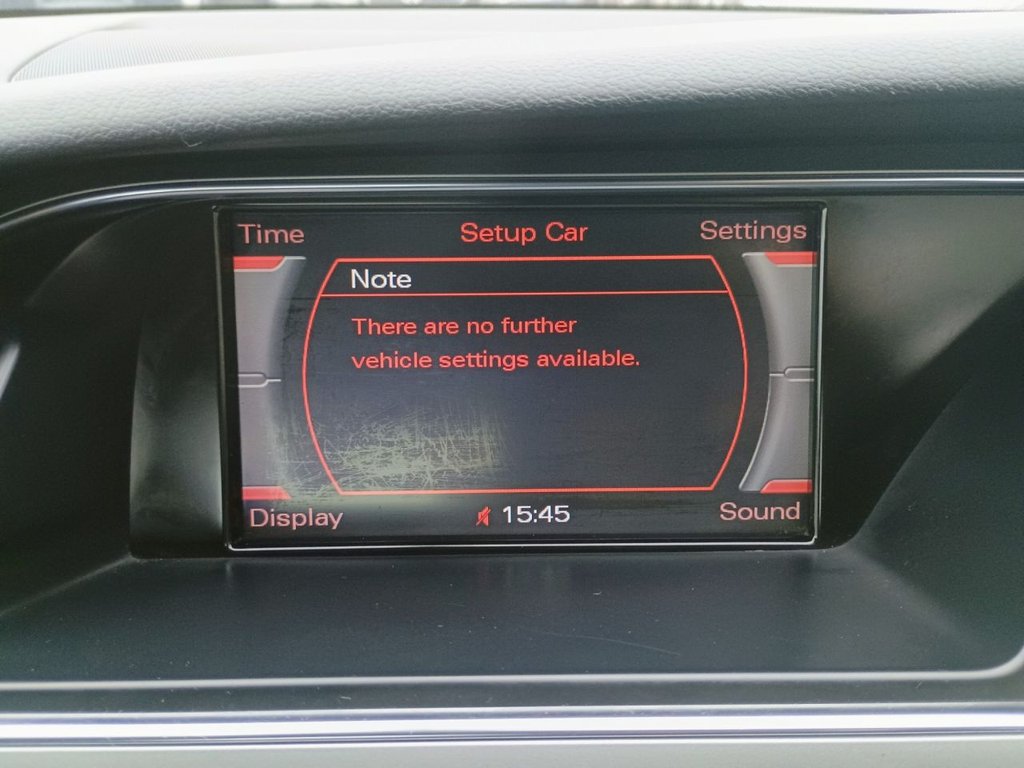 Time
Setup Car
Settings
Note
There are no further
vehicle settings available.
Display
15:45
Sound